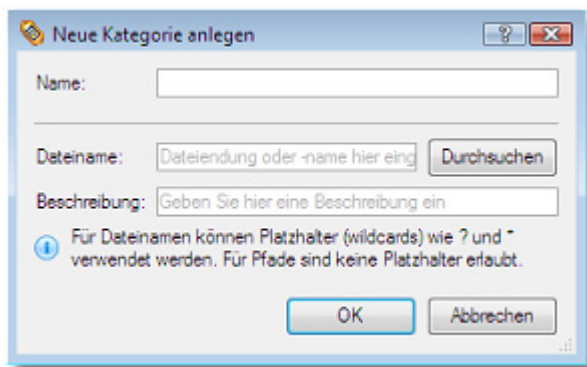 Neue Kategorie anlegen
Name:
Dateiname: Dateiendung oder -name hier eing Durchsuchen
Beschreibung: Geben Sie hier eine Beschreibung ein
Für Dateinamen können Platzhalter (wildcards) wie ? und *
verwendet werden. Für Pfade sind keine Platzhalter erlaubt.
OK Abbrechen